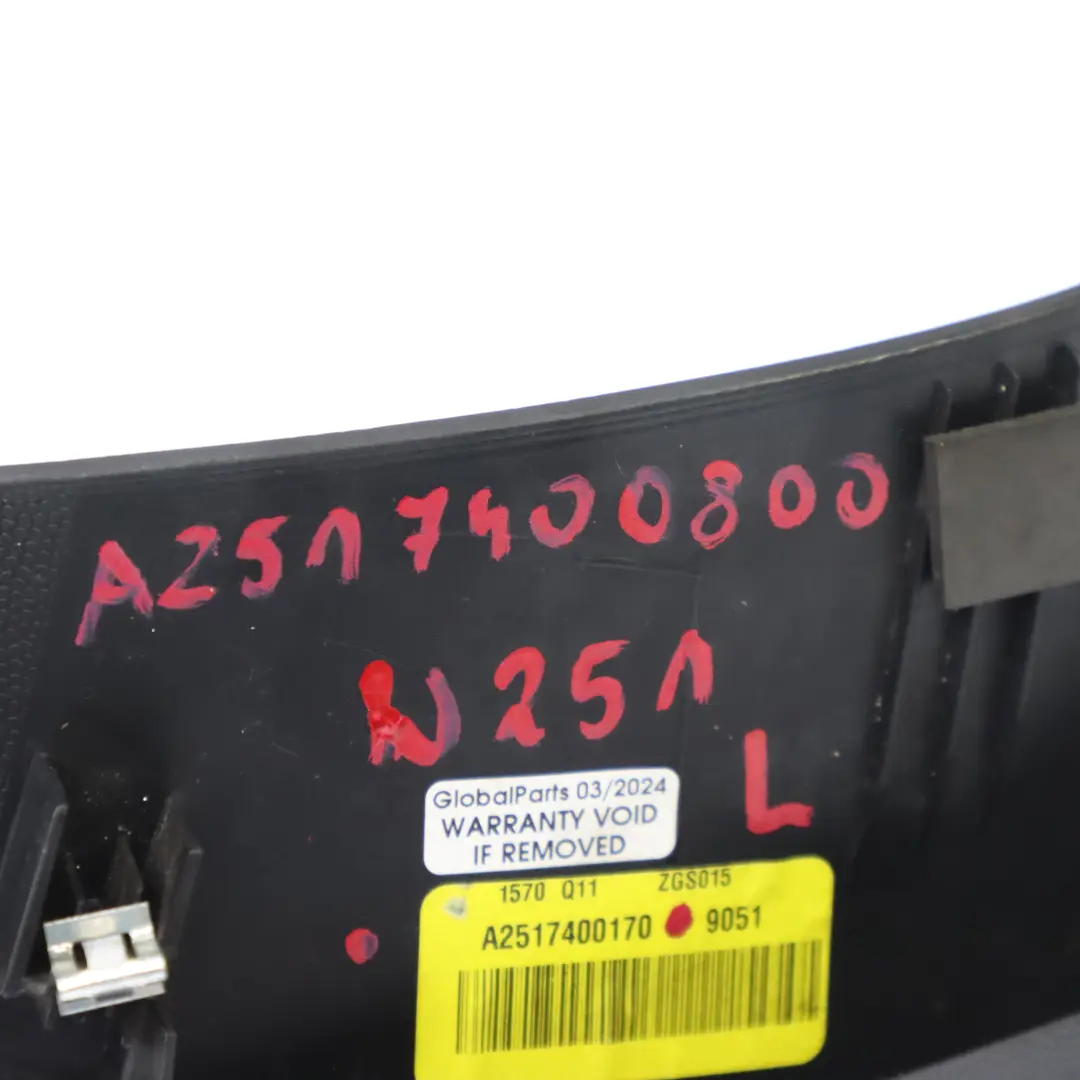 A2517400800
W251
L
GlobalParts 03/2024
WARRANTY VOID
IF REMOVED
1570 Q11 ZGS015
A2517400170 9051